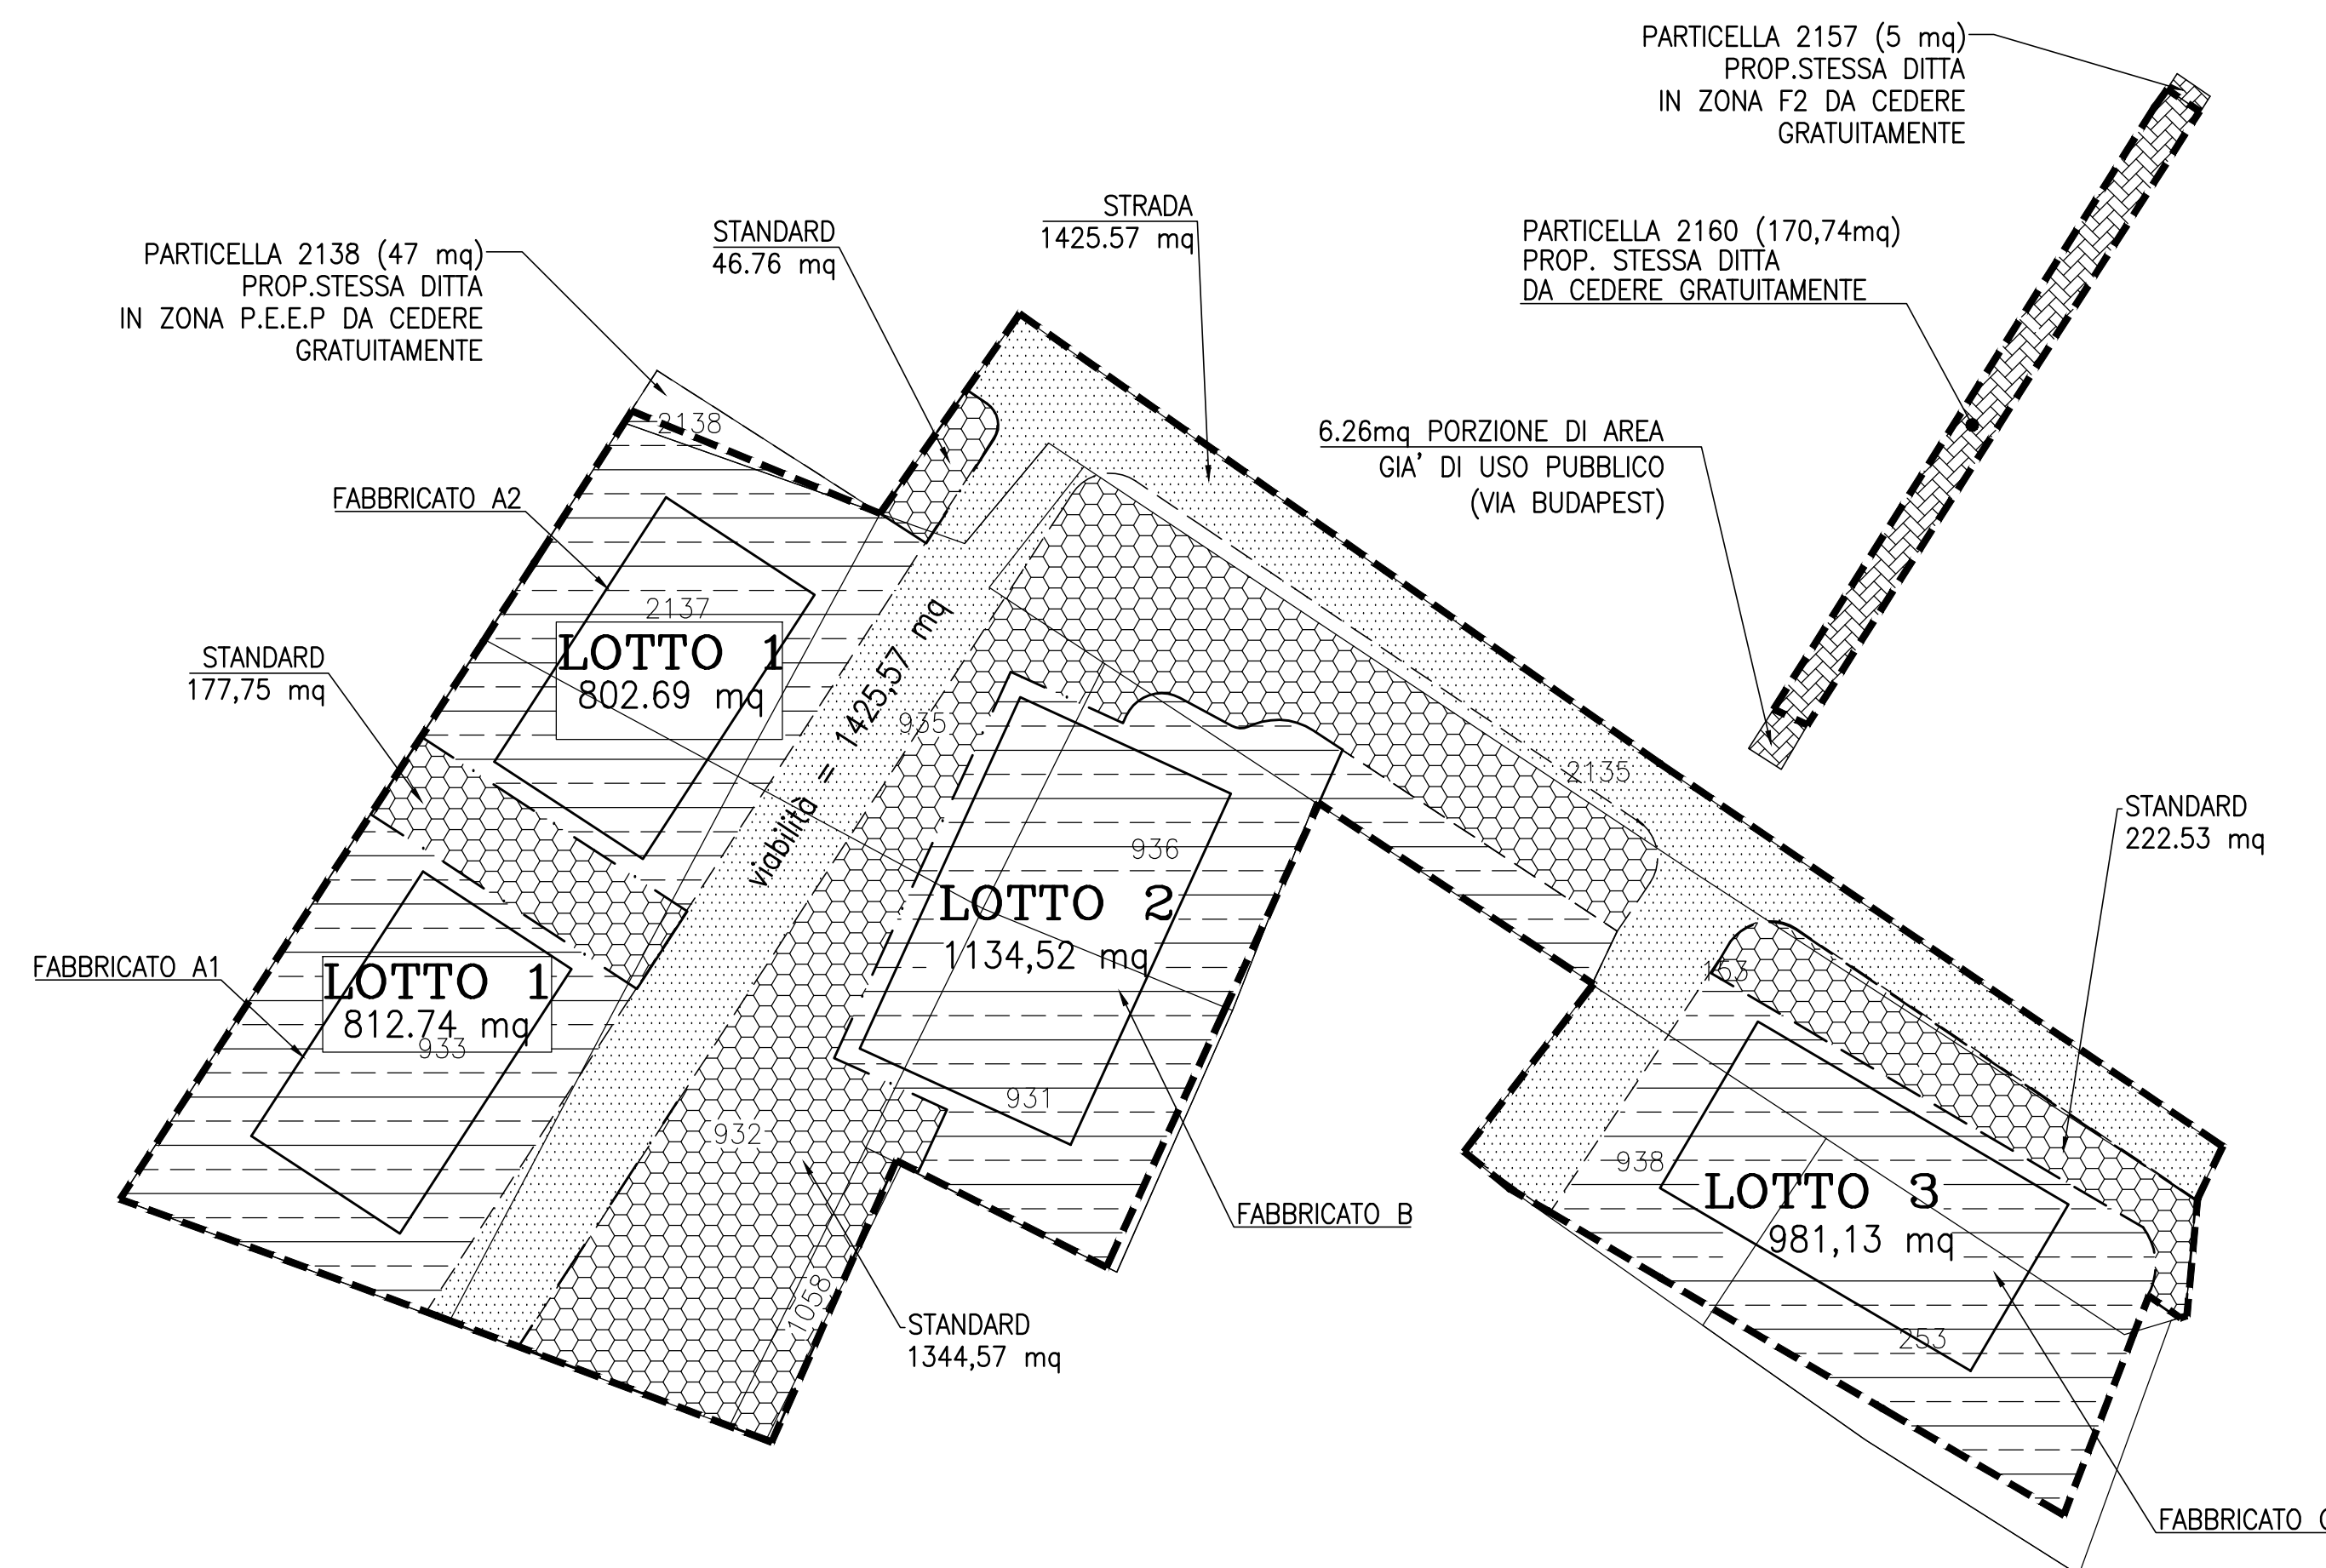 PARTICELLA 2157 (5 mq)
PROP.STESSA DITTA
IN ZONA F2 DA CEDERE
GRATUITAMENTE
STRADA
1425.57 mq
STANDARD
46.76 mq
PARTICELLA 2160 (170,74mq)
PROP. STESSA DITTA
DA CEDERE GRATUITAMENTE
PARTICELLA 2138 (47 mq)
PROP.STESSA DITTA
IN ZONA P.E.E.P DA CEDERE
GRATUITAMENTE
2138
6.26mq PORZIONE DI AREA
GIA' DI USO PUBBLICO
(VIA BUDAPEST)
FABBRICATO A2
2137
LOTTO 1
802.69 mq
STANDARD
177,75 mq
viabilità = 1425,57 mq
935
2135
STANDARD
222.53 mq
936
LOTTO 2
1134,52 mq
FABBRICATO A1
LOTTO 1
812.74 mq
933
153
931
932
938
LOTTO 3
981,13 mq
FABBRICATO B
1058
STANDARD
1344,57 mq
253
FABBRICATO